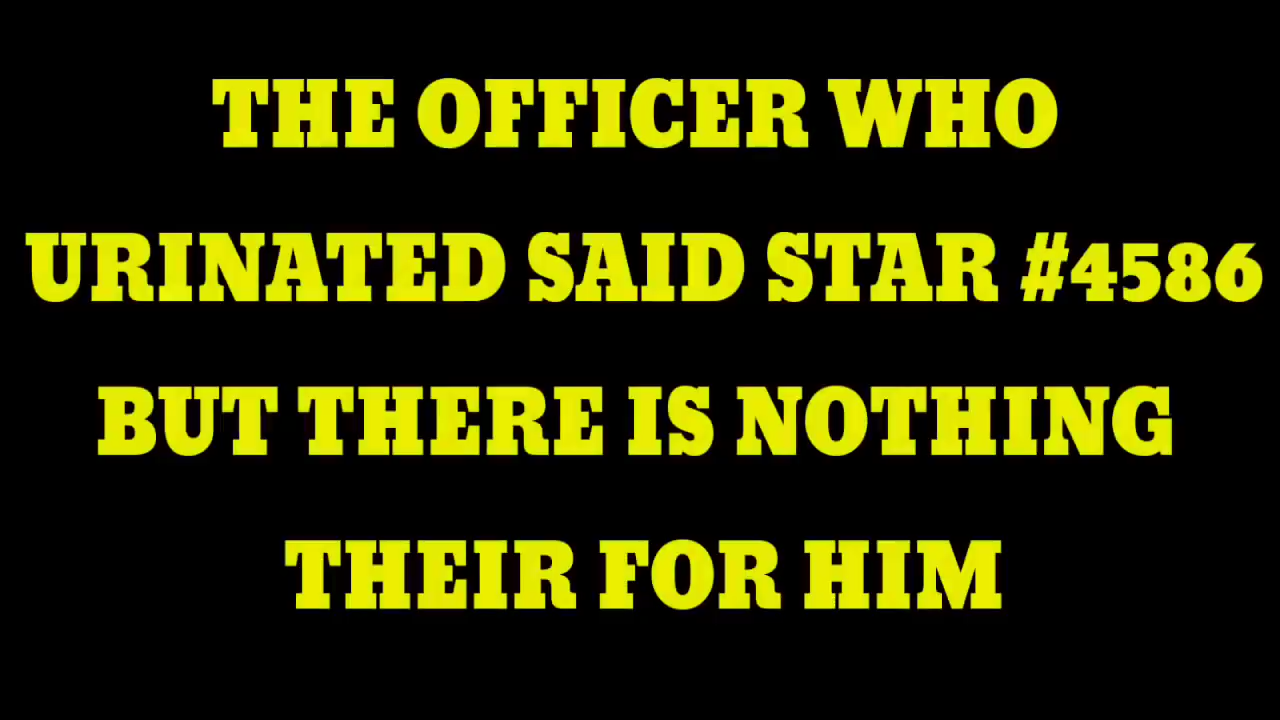 THE OFFICER WHO
URINATED SAID STAR #4586
BUT THERE IS NOTHING
THEIR FOR HIM